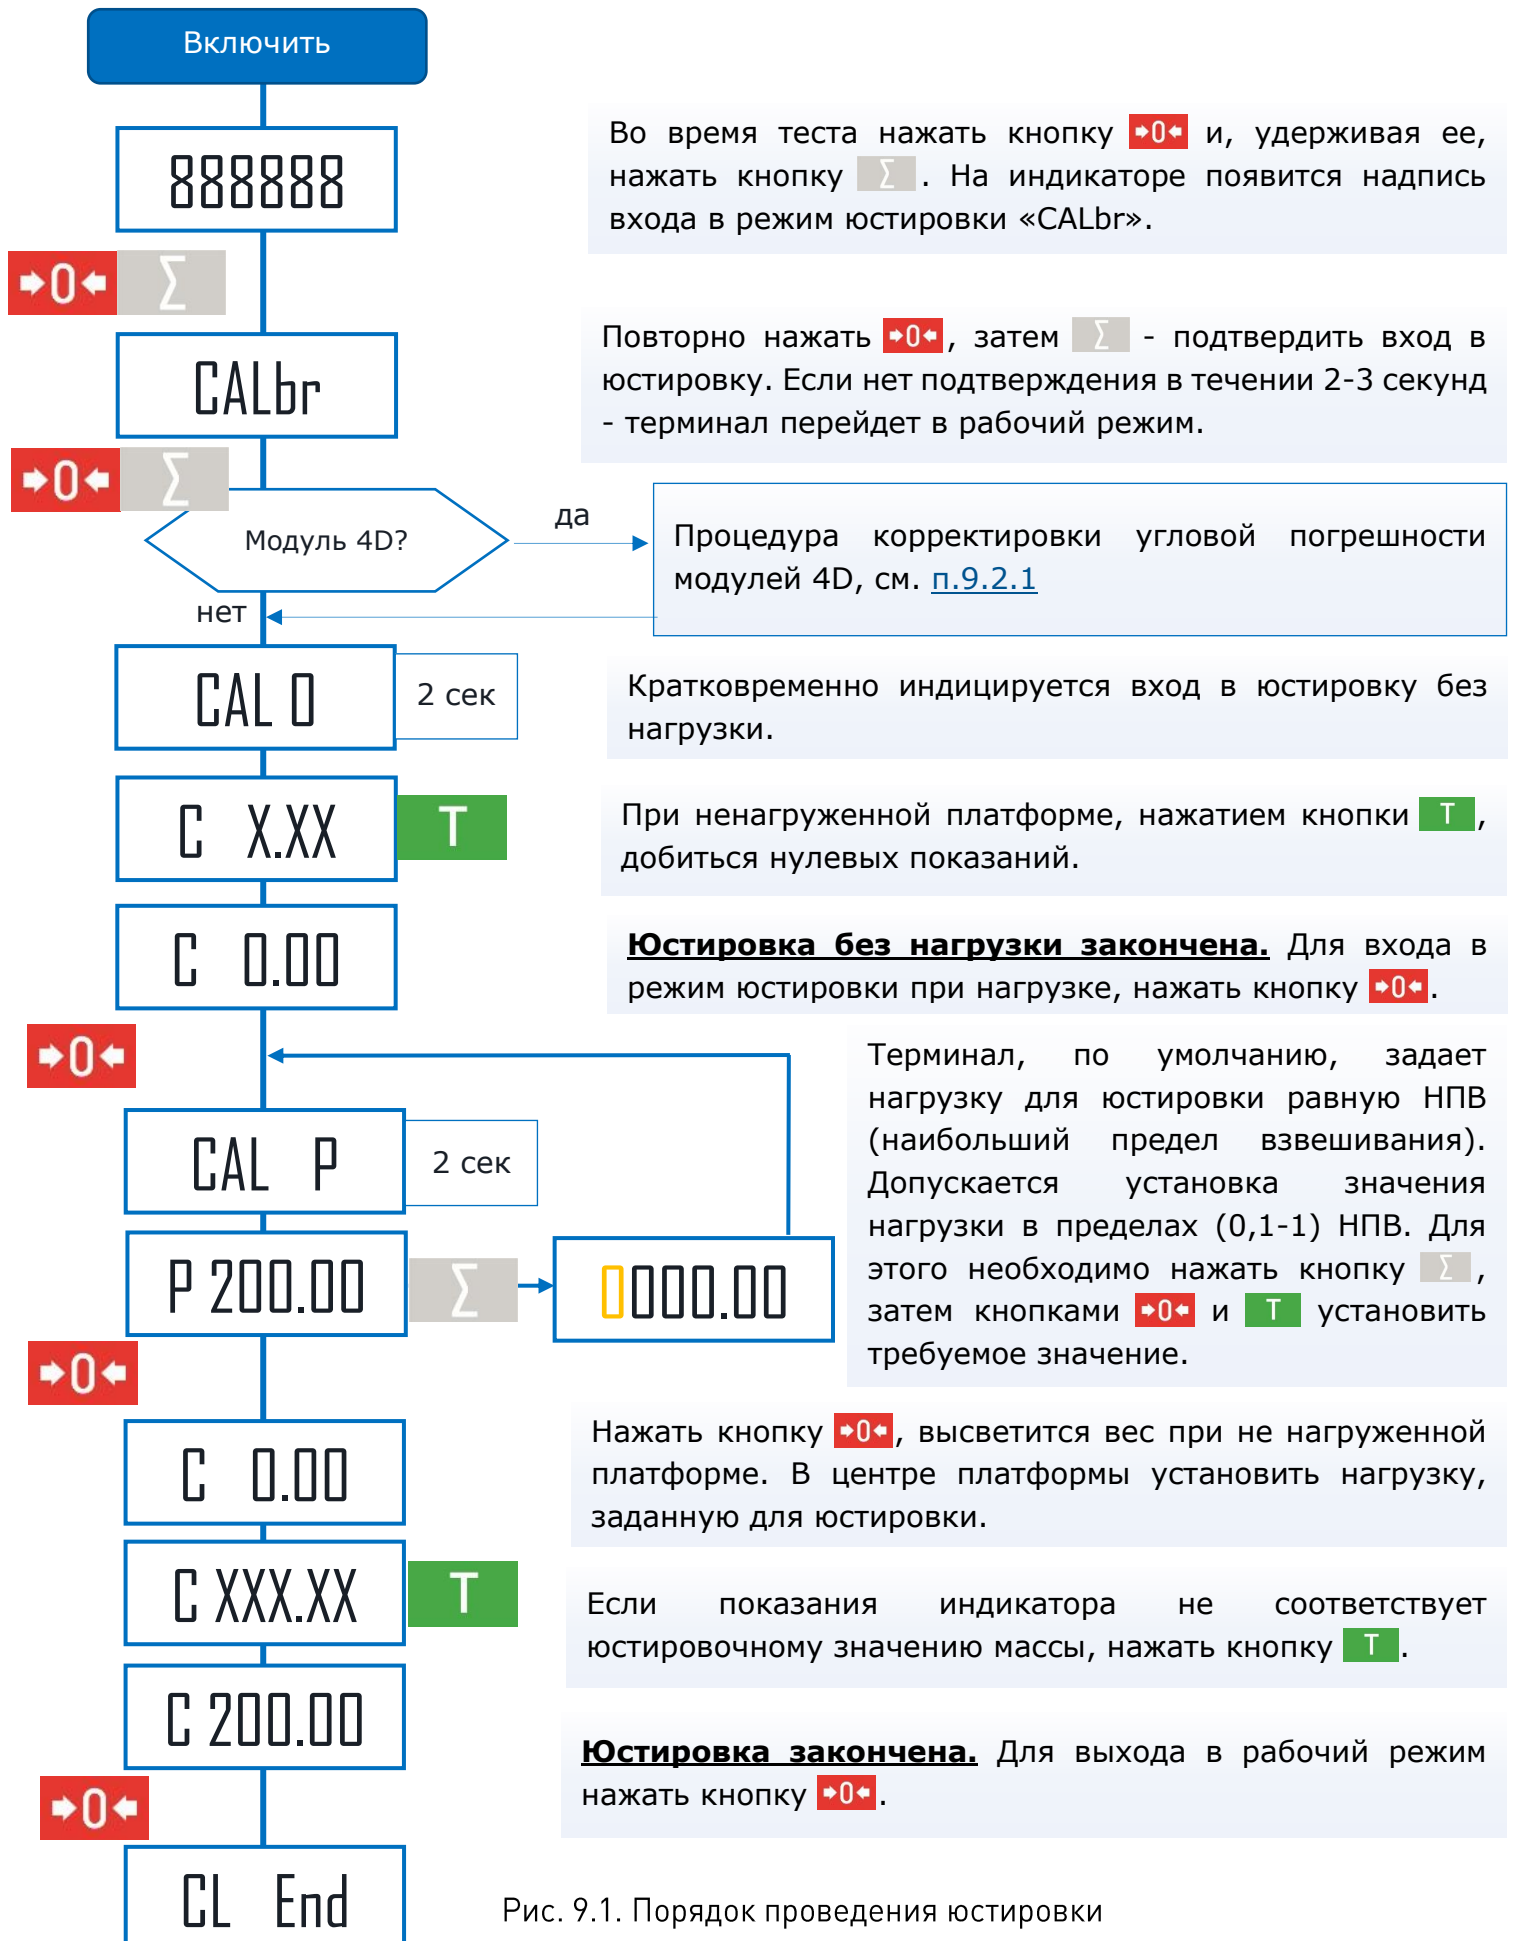 Включить
888888
Во время теста нажать кнопку →0← и, удерживая ее,
нажать кнопку Σ . На индикаторе появится надпись
входа в режим юстировки «CALbr».
→0← Σ
CALbr
Повторно нажать →0←, затем Σ - подтвердить вход в
юстировку. Если нет подтверждения в течении 2-3 секунд
- терминал перейдет в рабочий режим.
→0← Σ
Модуль 4D?
да
Процедура корректировки угловой погрешности
модулей 4D, см. п.9.2.1
нет
CAL 0
2 сек
Кратковременно индицируется вход в юстировку без
нагрузки.
C X.XX
T
При ненагруженной платформе, нажатием кнопки T ,
добиться нулевых показаний.
C 0.00
Юстировка без нагрузки закончена. Для входа в
режим юстировки при нагрузке, нажать кнопку →0←.
→0←
CAL P
2 сек
P 200.00
Σ
0000.00
Терминал, по умолчанию, задает
нагрузку для юстировки равную НПВ
(наибольший предел взвешивания).
Допускается установка значения
нагрузки в пределах (0,1-1) НПВ. Для
этого необходимо нажать кнопку Σ ,
затем кнопками →0← и T установить
требуемое значение.
→0←
C 0.00
Нажать кнопку →0←, высветится вес при не нагруженной
платформе. В центре платформы установить нагрузку,
заданную для юстировки.
C XXX.XX
T
Если показания индикатора не соответствует
юстировочному значению массы, нажать кнопку T .
C 200.00
Юстировка закончена. Для выхода в рабочий режим
нажать кнопку →0← .
→0←
CL End
Рис. 9.1. Порядок проведения юстировки